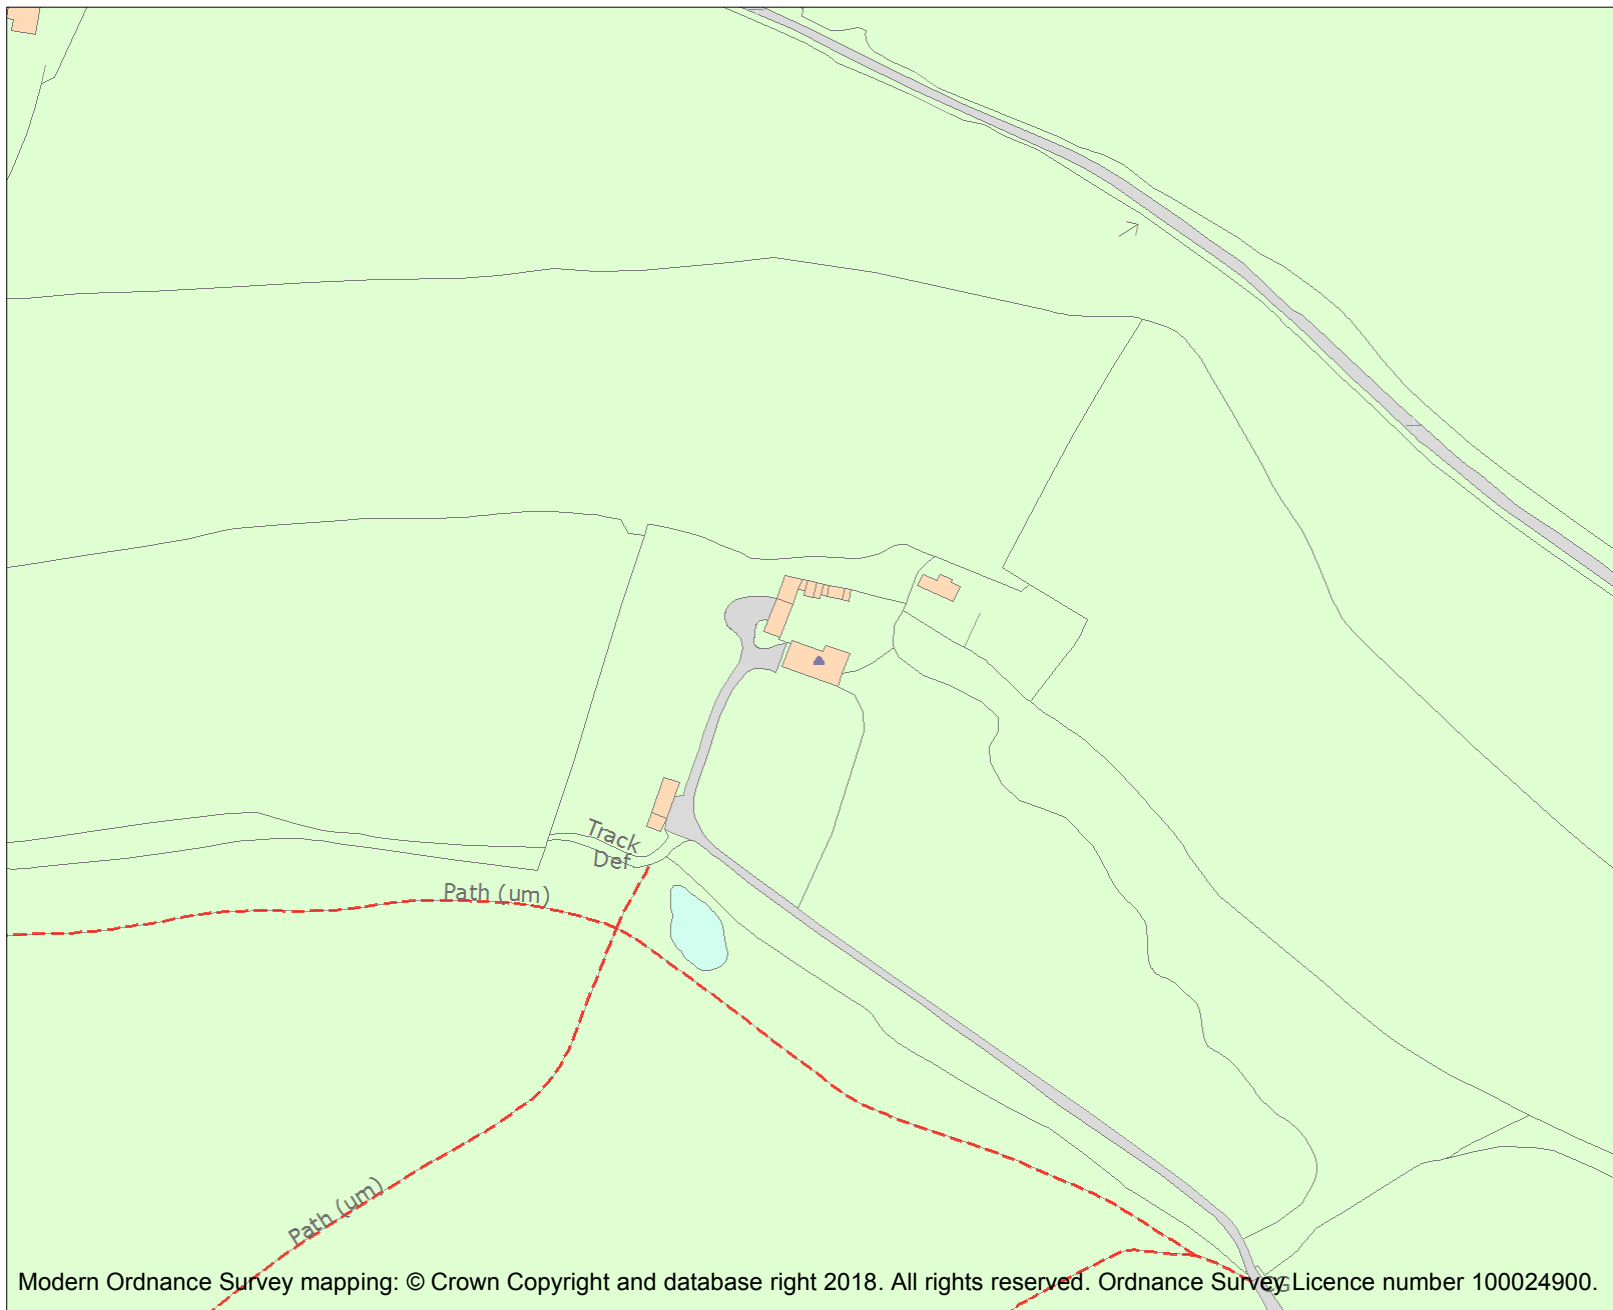 Track
Def
Path (um)
Path (um)
Modern Ordnance Survey mapping: © Crown Copyright and database right 2018. All rights reserved. Ordnance Survey Licence number 100024900.